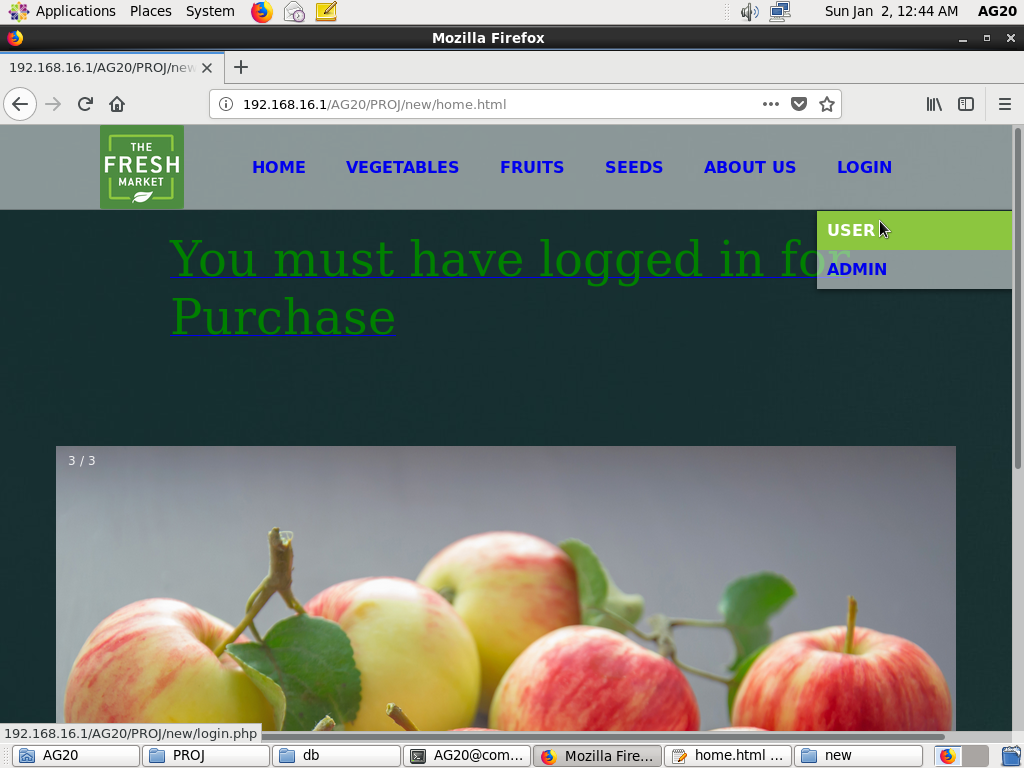 Applications Places System Sun Jan 2, 12:44 AM AG20
Mozilla Firefox
192.168.16.1/AG20/PROJ/new
192.168.16.1/AG20/PROJ/new/home.html
THE
FRESH
MARKET
HOME VEGETABLES FRUITS SEEDS ABOUT US LOGIN
USER
ADMIN
You must have logged in for
Purchase
3 / 3
192.168.16.1/AG20/PROJ/new/login.php
AG20 PROJ db AG20@com... Mozilla Fire... home.html ... new